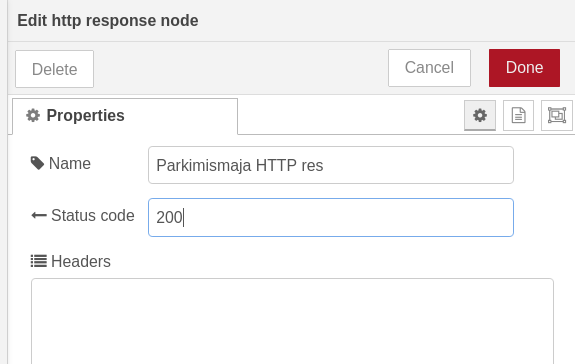 Edit http response node
Delete
Cancel
Done
Properties
Name
Parkimismaja HTTP res
Status code
200
Headers